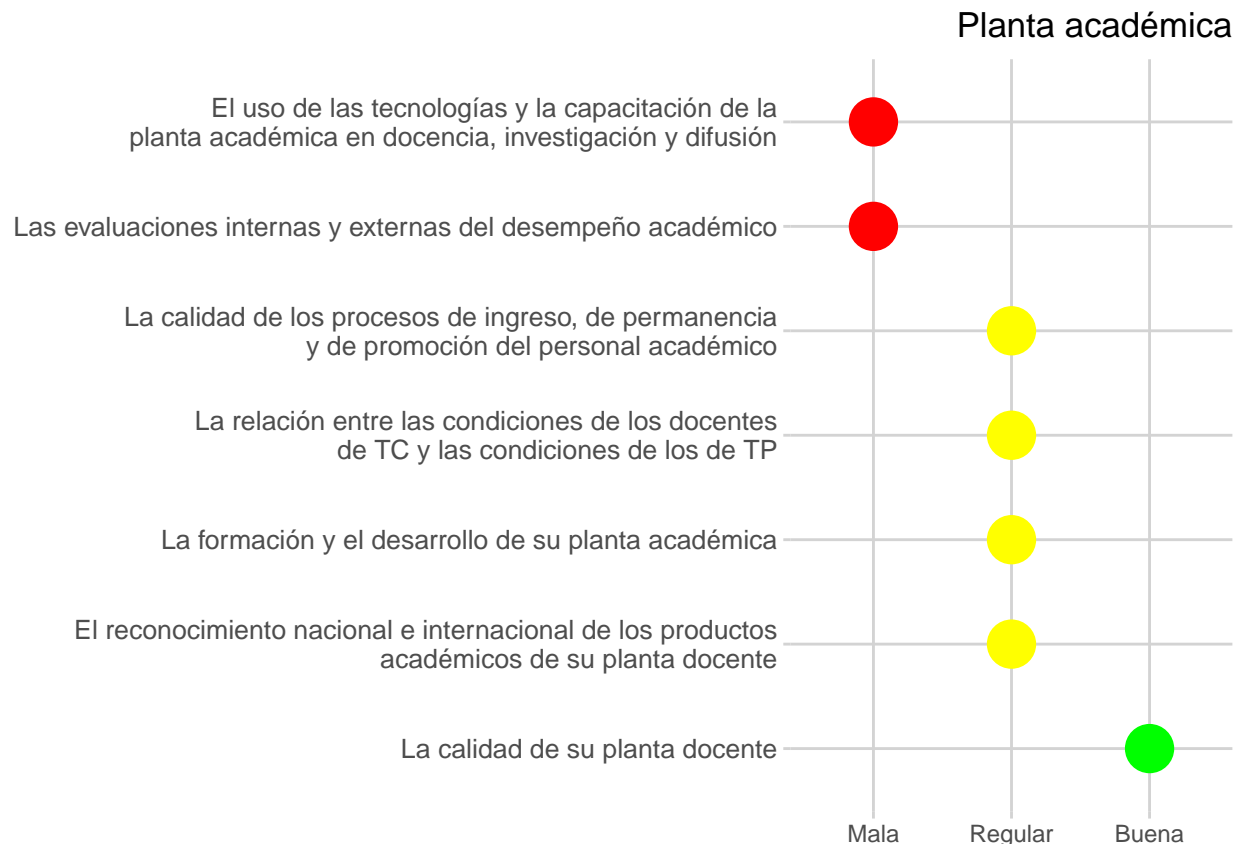 Planta académica
El uso de las tecnologías y la capacitación de la
planta académica en docencia, investigación y difusión
Las evaluaciones internas y externas del desempeño académico
La calidad de los procesos de ingreso, de permanencia
y de promoción del personal académico
La relación entre las condiciones de los docentes
de TC y las condiciones de los de TP
La formación y el desarrollo de su planta académica
El reconocimiento nacional e internacional de los productos
académicos de su planta docente
La calidad de su planta docente
Mala Regular Buena